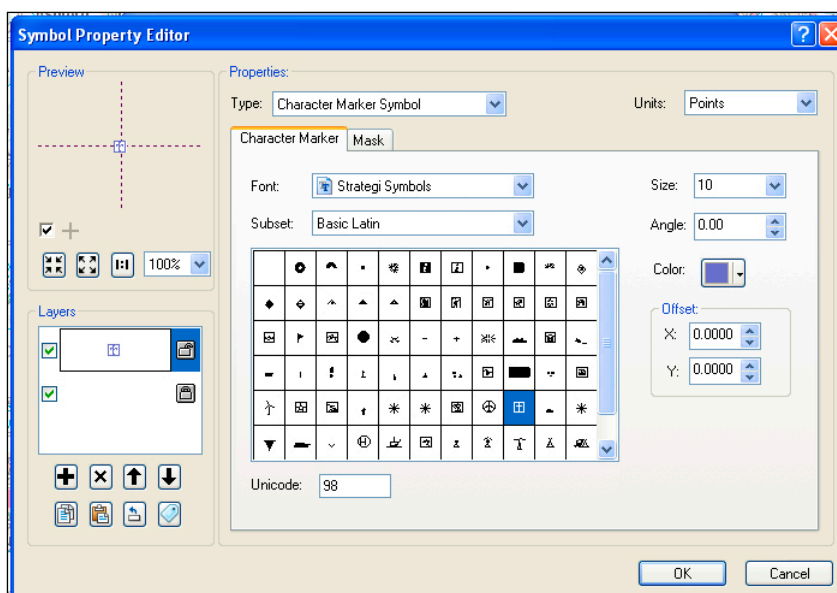 Symbol Property Editor
Preview
100%
Layers
Properties:
Type: Character Marker Symbol
Units: Points
Character Marker
Mask
Font: Strategi Symbols
Subset: Basic Latin
Size: 10
Angle: 0.00
Color:
Offset:
X: 0.0000
Y: 0.0000
Unicode: 98
OK
Cancel